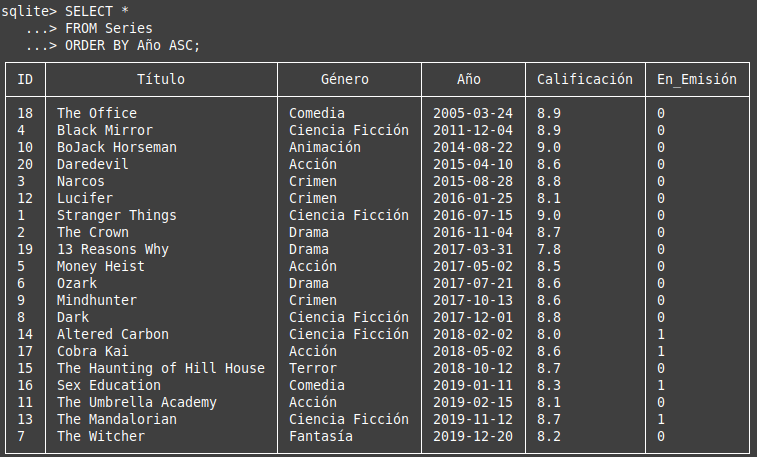 sqlite> SELECT *
...> FROM Series
...> ORDER BY Año ASC;
ID Título Género Año Calificación En_Emisión
18 The Office Comedia 2005-03-24 8.9 0
4 Black Mirror Ciencia Ficción 2011-12-04 8.9 0
10 BoJack Horseman Animación 2014-08-22 9.0 0
20 Daredevil Acción 2015-04-10 8.6 0
3 Narcos Crimen 2015-08-28 8.8 0
12 Lucifer Crimen 2016-01-25 8.1 0
1 Stranger Things Ciencia Ficción 2016-07-15 9.0 0
2 The Crown Drama 2016-11-04 8.7 0
19 13 Reasons Why Drama 2017-03-31 7.8 0
5 Money Heist Acción 2017-05-02 8.5 0
6 Ozark Drama 2017-07-21 8.6 0
9 Mindhunter Crimen 2017-10-13 8.6 0
8 Dark Ciencia Ficción 2017-12-01 8.8 0
14 Altered Carbon Ciencia Ficción 2018-02-02 8.0 1
17 Cobra Kai Acción 2018-05-02 8.6 1
15 The Haunting of Hill House Terror 2018-10-12 8.7 0
16 Sex Education Comedia 2019-01-11 8.3 1
11 The Umbrella Academy Acción 2019-02-15 8.1 0
13 The Mandalorian Ciencia Ficción 2019-11-12 8.7 1
7 The Witcher Fantasía 2019-12-20 8.2 0